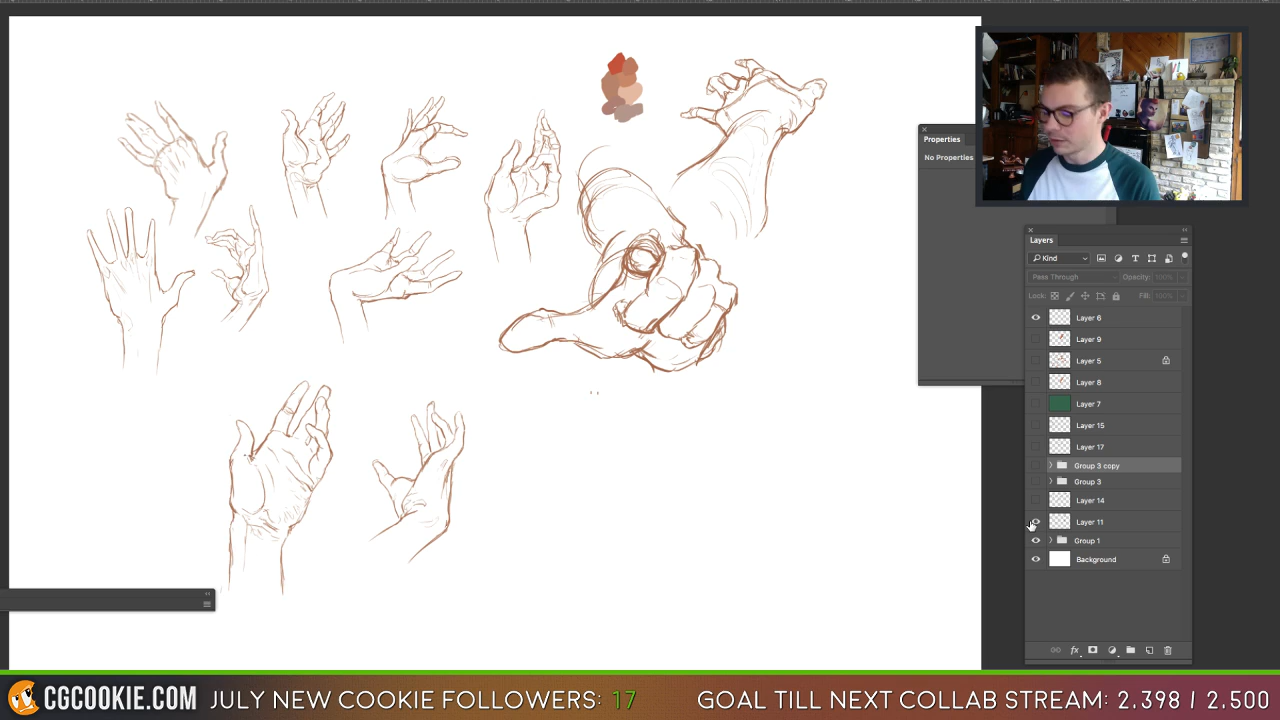 Properties
No Properties
Layers
Kind
Pass Through
Opacity: 100%
Lock:
Fill: 100%
Layer 6
Layer 9
Layer 5
Layer 8
Layer 7
Layer 15
Layer 17
Group 3 copy
Group 3
Layer 14
Layer 11
Group 1
Background
fx
CGCOOKIE.COM JULY NEW COOKIE FOLLOWERS: 17 GOAL TILL NEXT COLLAB STREAM: 2.398 / 2.500